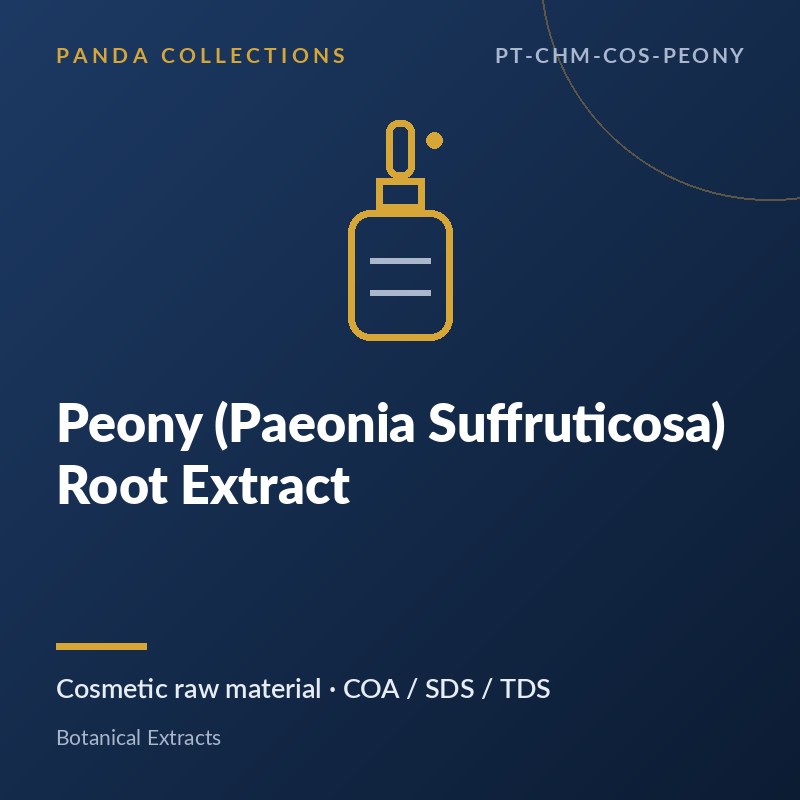 PANDA COLLECTIONS
PT-CHM-COS-PEONY
Peony (Paeonia Suffruticosa)
Root Extract
Cosmetic raw material · COA / SDS / TDS
Botanical Extracts